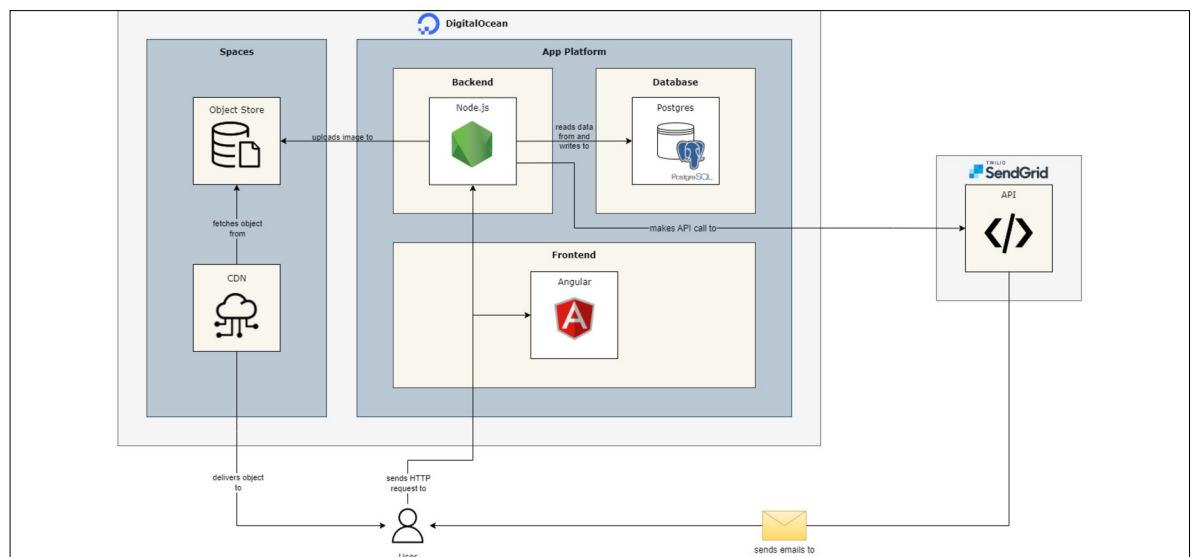 DigitalOcean
Spaces
App Platform
Backend
Database
Object Store
Node.js
Postgres
uploads image to
reads data
from and
writes to
PostgreSQL
TWILIO
SendGrid
API
fetches object
from
makes API call to
Frontend
CDN
Angular
A
delivers object
to
sends HTTP
request to
sends emails to
User